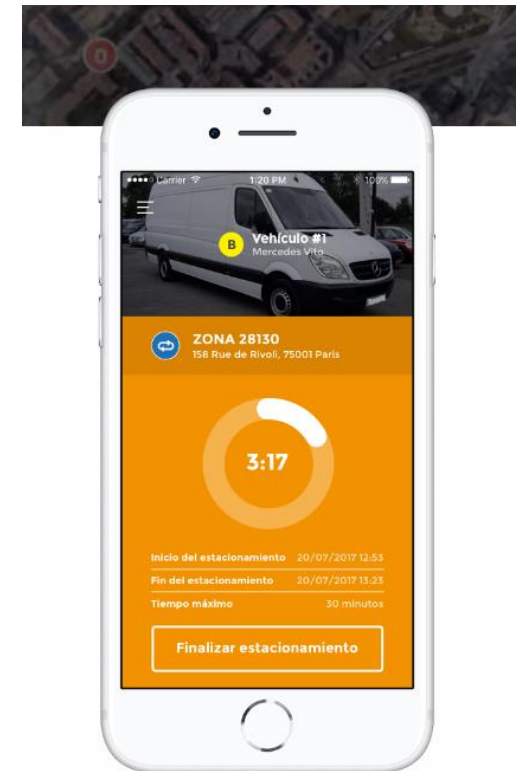 0
Carrier 1:20 PM 100%
B Vehículo #1
Mercedes Vito
ZONA 28130
158 Rue de Rivoli, 75001 Paris
3:17
Inicio del estacionamiento 20/07/2017 12:53
Fin del estacionamiento 20/07/2017 13:23
Tiempo máximo 30 minutos
Finalizar estacionamiento